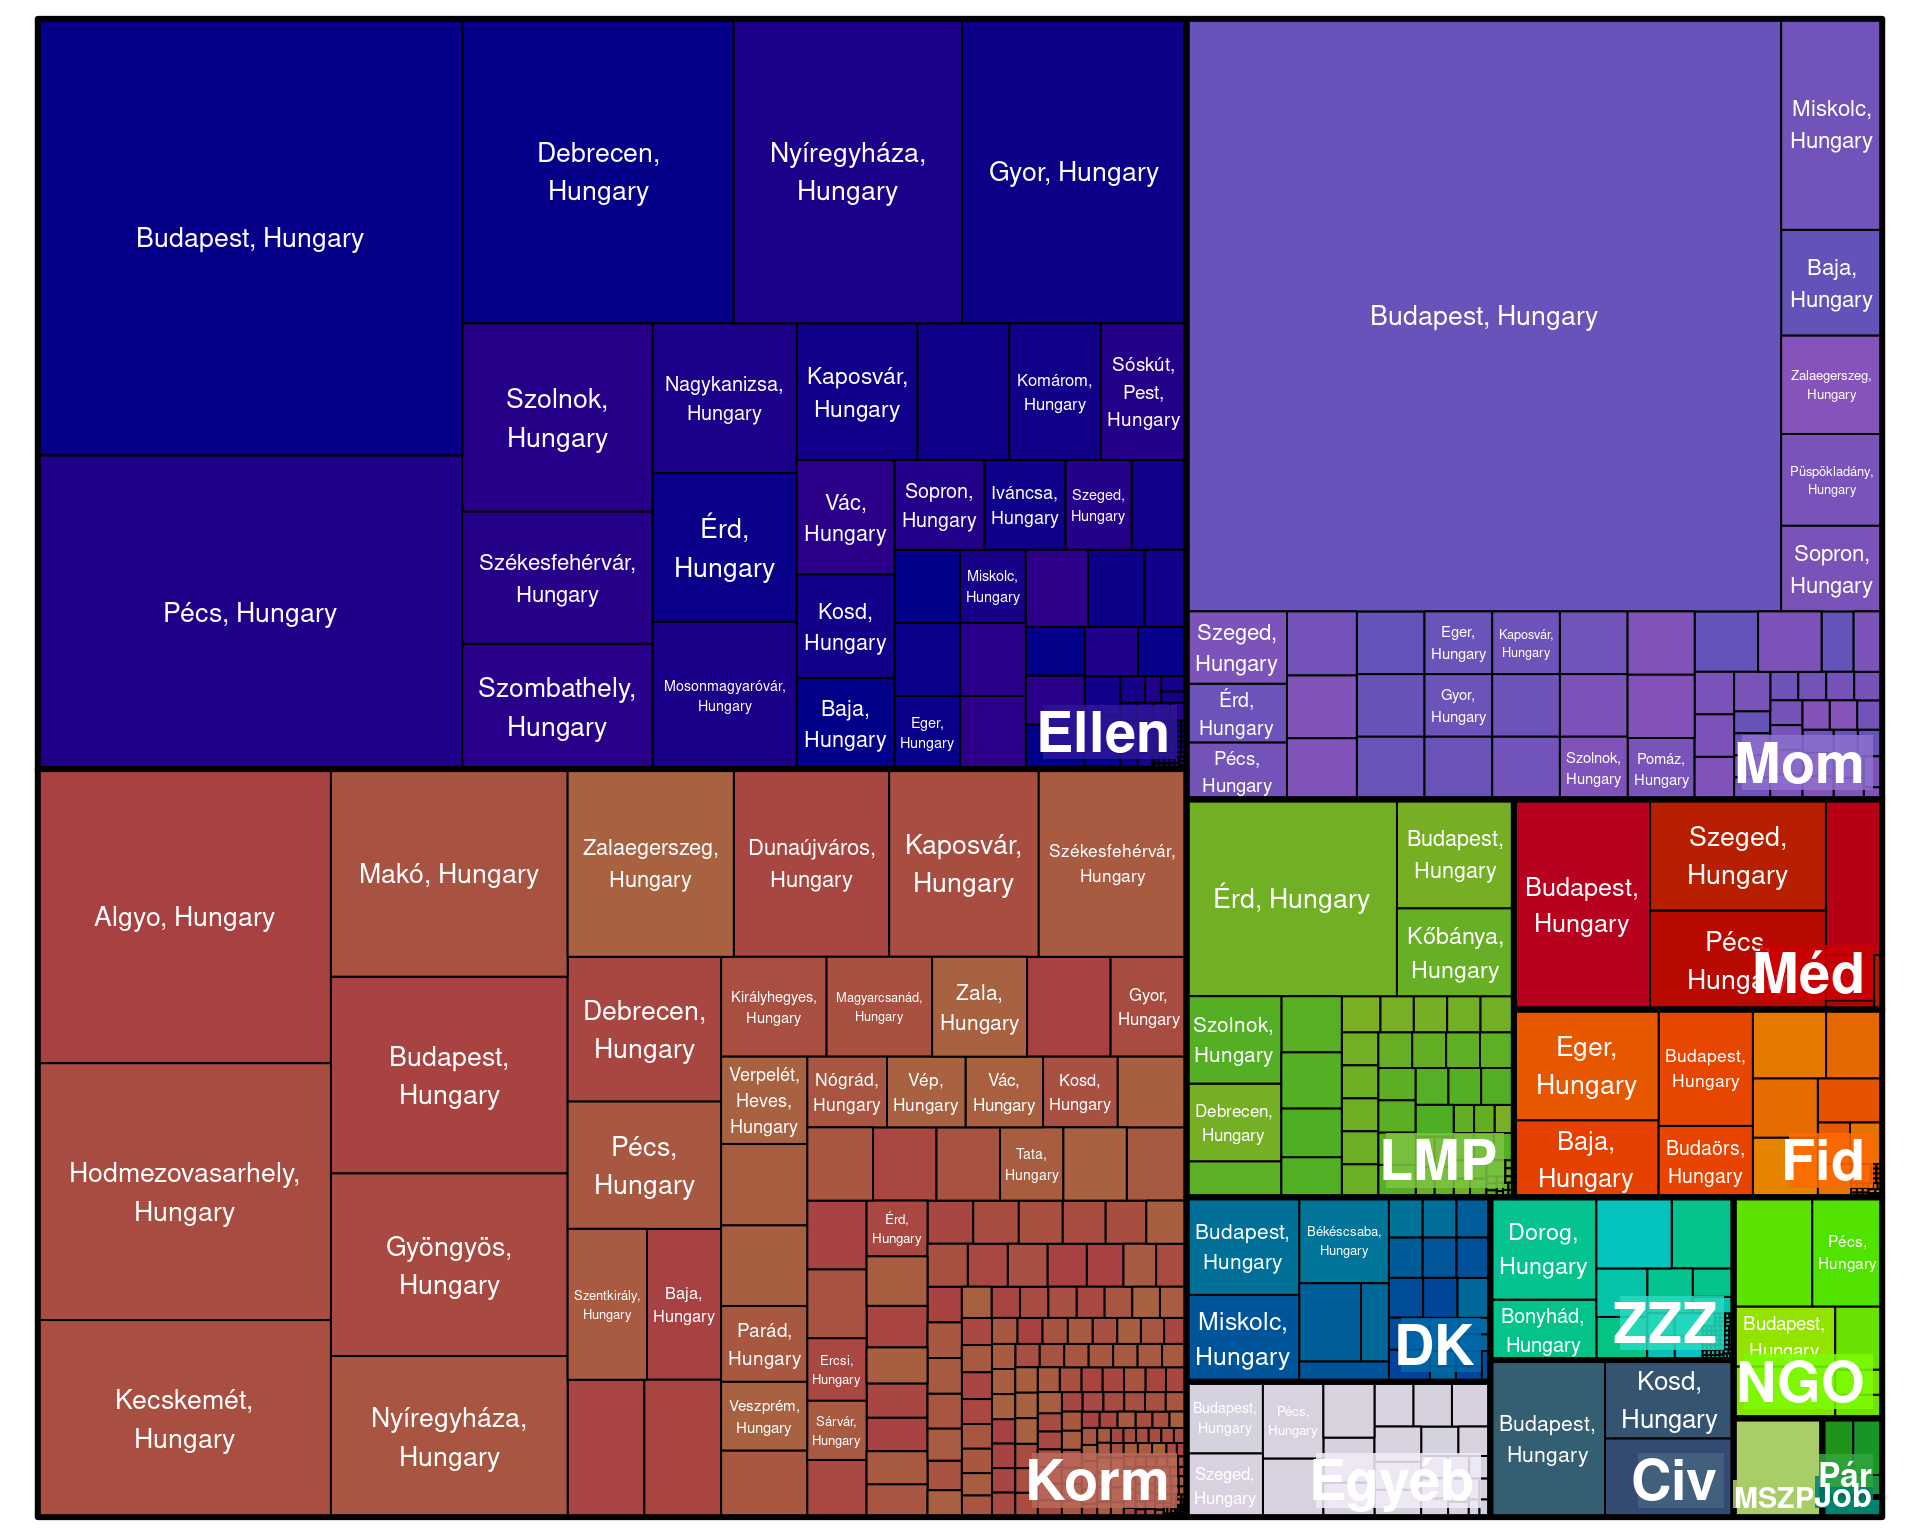 Budapest, Hungary
Debrecen,
Hungary
Nyíregyháza,
Hungary
Gyor, Hungary
Pécs, Hungary
Szolnok,
Hungary
Nagykanizsa,
Hungary
Kaposvár,
Hungary
Komárom,
Hungary
Sóskút,
Pest,
Hungary
Székesfehérvár,
Hungary
Érd,
Hungary
Vác,
Hungary
Sopron,
Hungary
Iváncsa,
Hungary
Szeged,
Hungary
Miskolc,
Hungary
Kosd,
Hungary
Szombathely,
Hungary
Mosonmagyaróvár,
Hungary
Baja,
Hungary
Eger,
Hungary
Ellen
Budapest, Hungary
Miskolc,
Hungary
Baja,
Hungary
Zalaegerszeg,
Hungary
Püspökladány,
Hungary
Sopron,
Hungary
Szeged,
Hungary
Eger,
Hungary
Kaposvár,
Hungary
Érd,
Hungary
Gyor,
Hungary
Pécs,
Hungary
Szolnok,
Hungary
Pomáz,
Hungary
Mom
Algyo, Hungary
Makó, Hungary
Zalaegerszeg,
Hungary
Dunaújváros,
Hungary
Kaposvár,
Hungary
Székesfehérvár,
Hungary
Hodmezovasarhely,
Hungary
Budapest,
Hungary
Debrecen,
Hungary
Királyhegyes,
Hungary
Magyarcsanád,
Hungary
Zala,
Hungary
Gyor,
Hungary
Verpelét,
Heves,
Hungary
Nógrád,
Hungary
Vép,
Hungary
Vác,
Hungary
Kosd,
Hungary
Pécs,
Hungary
Tata,
Hungary
Gyöngyös,
Hungary
Érd,
Hungary
Szentkirály,
Hungary
Baja,
Hungary
Parád,
Hungary
Ercsi,
Hungary
Kecskemét,
Hungary
Nyíregyháza,
Hungary
Veszprém,
Hungary
Sárvár,
Hungary
Korm
Érd, Hungary
Budapest,
Hungary
Kőbánya,
Hungary
Szolnok,
Hungary
Debrecen,
Hungary
LMP
Budapest,
Hungary
Szeged,
Hungary
Pécs,
Hunga
Méd
Eger,
Hungary
Budapest,
Hungary
Baja,
Hungary
Budaörs,
Hungary
Fid
Budapest,
Hungary
Békéscsaba,
Hungary
Miskolc,
Hungary
DK
Dorog,
Hungary
Bonyhád,
Hungary
ZZZ
Pécs,
Hungary
Budapest,
Hungary
NGO
Budapest,
Hungary
Pécs,
Hungary
Szeged,
Hungary
Egyéb
Budapest,
Hungary
Kosd,
Hungary
Civ
Pár
MSZP
Job